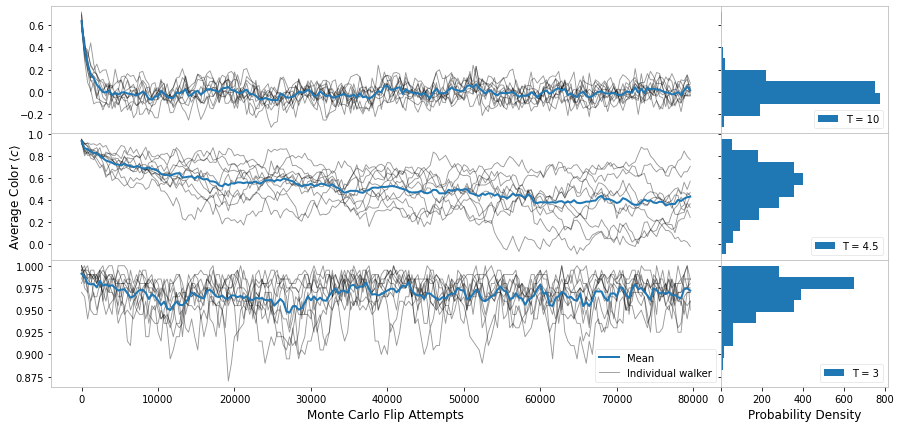 0.6
0.4
0.2
0.0
−0.2
T = 10
1.0
0.8
0.6
0.4
0.2
0.0
T = 4.5
Average Color ⟨c⟩
1.000
0.975
0.950
0.925
0.900
0.875
Mean
Individual walker
T = 3
0 10000 20000 30000 40000 50000 60000 70000 80000
0 200 400 600 800
Monte Carlo Flip Attempts
Probability Density